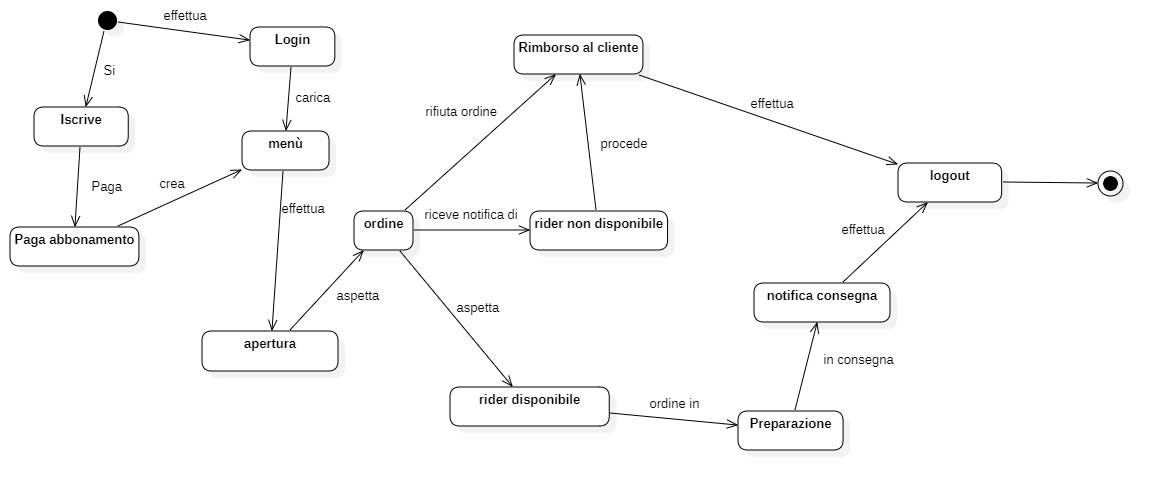 effettua
Login
Rimborso al cliente
Si
carica
effettua
rifiuta ordine
Iscrive
menù
procede
logout
Paga
crea
effettua
ordine
riceve notifica di
rider non disponibile
effettua
Paga abbonamento
aspetta
aspetta
notifica consegna
apertura
in consegna
rider disponibile
ordine in
Preparazione